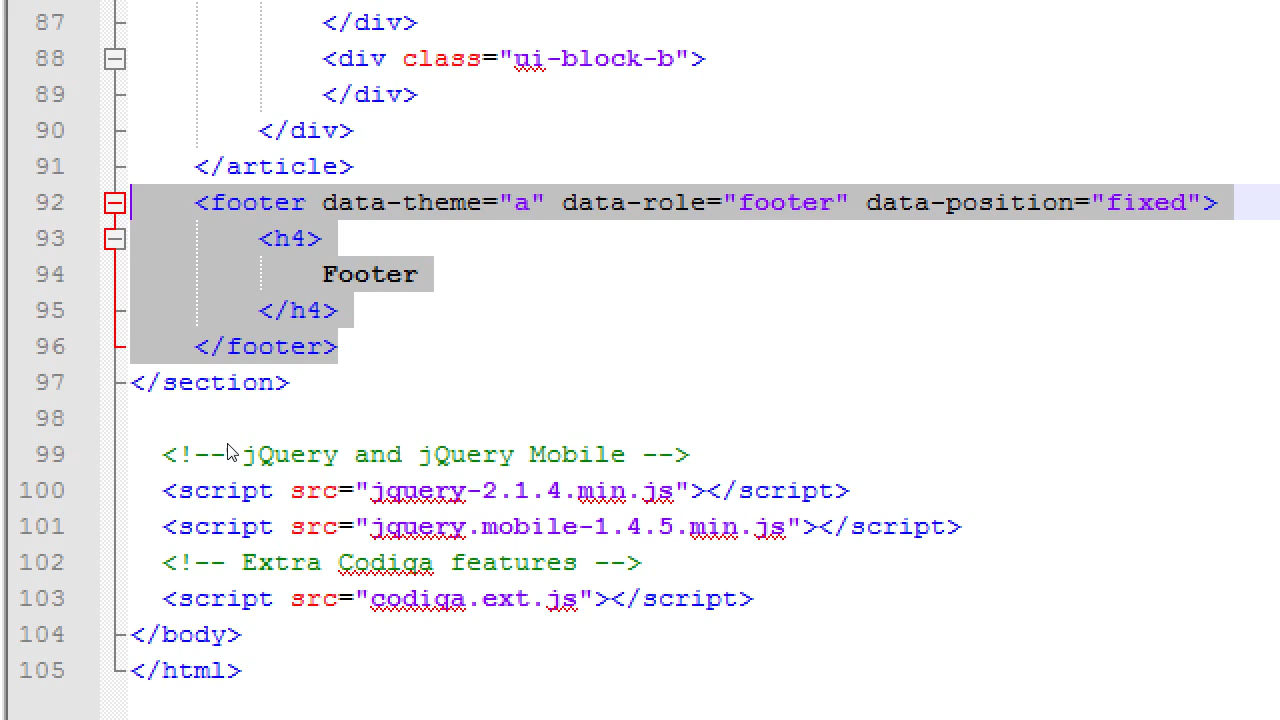 87 </div>
88 <div class="ui-block-b">
89 </div>
90 </div>
91 </article>
92 <footer data-theme="a" data-role="footer" data-position="fixed">
93 <h4>
94 Footer
95 </h4>
96 </footer>
97 </section>
98
99 <!-- jQuery and jQuery Mobile -->
100 <script src="jquery-2.1.4.min.js"></script>
101 <script src="jquery.mobile-1.4.5.min.js"></script>
102 <!-- Extra Codiqa features -->
103 <script src="codiqa.ext.js"></script>
104 </body>
105 </html>